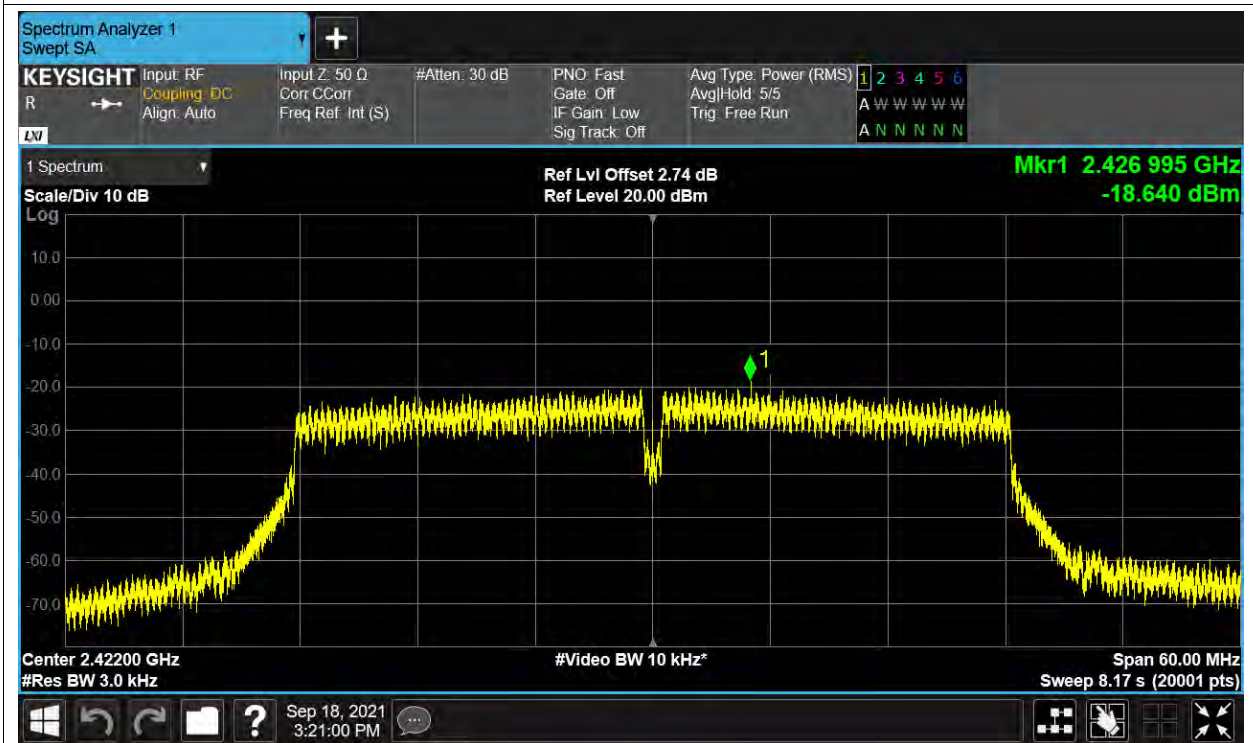 Spectrum Analyzer 1
Swept SA
+
KEYSIGHT
R
LXI
Input: RF
Coupling: DC
Align: Auto
Input Z: 50 Ω
Corr CCorr
Freq Ref: Int (S)
#Atten: 30 dB
PNO: Fast
Gate: Off
IF Gain: Low
Sig Track: Off
Avg Type: Power (RMS)
Avg|Hold: 5/5
Trig: Free Run
1 2 3 4 5 6
A W W W W W
A N N N N N
1 Spectrum
Scale/Div 10 dB
Log
Ref Lvl Offset 2.74 dB
Ref Level 20.00 dBm
Mkr1 2.426 995 GHz
-18.640 dBm
10.0
0.00
-10.0
1
-20.0
-30.0
-40.0
-50.0
-60.0
-70.0
Center 2.42200 GHz
#Res BW 3.0 kHz
#Video BW 10 kHz*
Span 60.00 MHz
Sweep 8.17 s (20001 pts)
?
Sep 18, 2021
3:21:00 PM